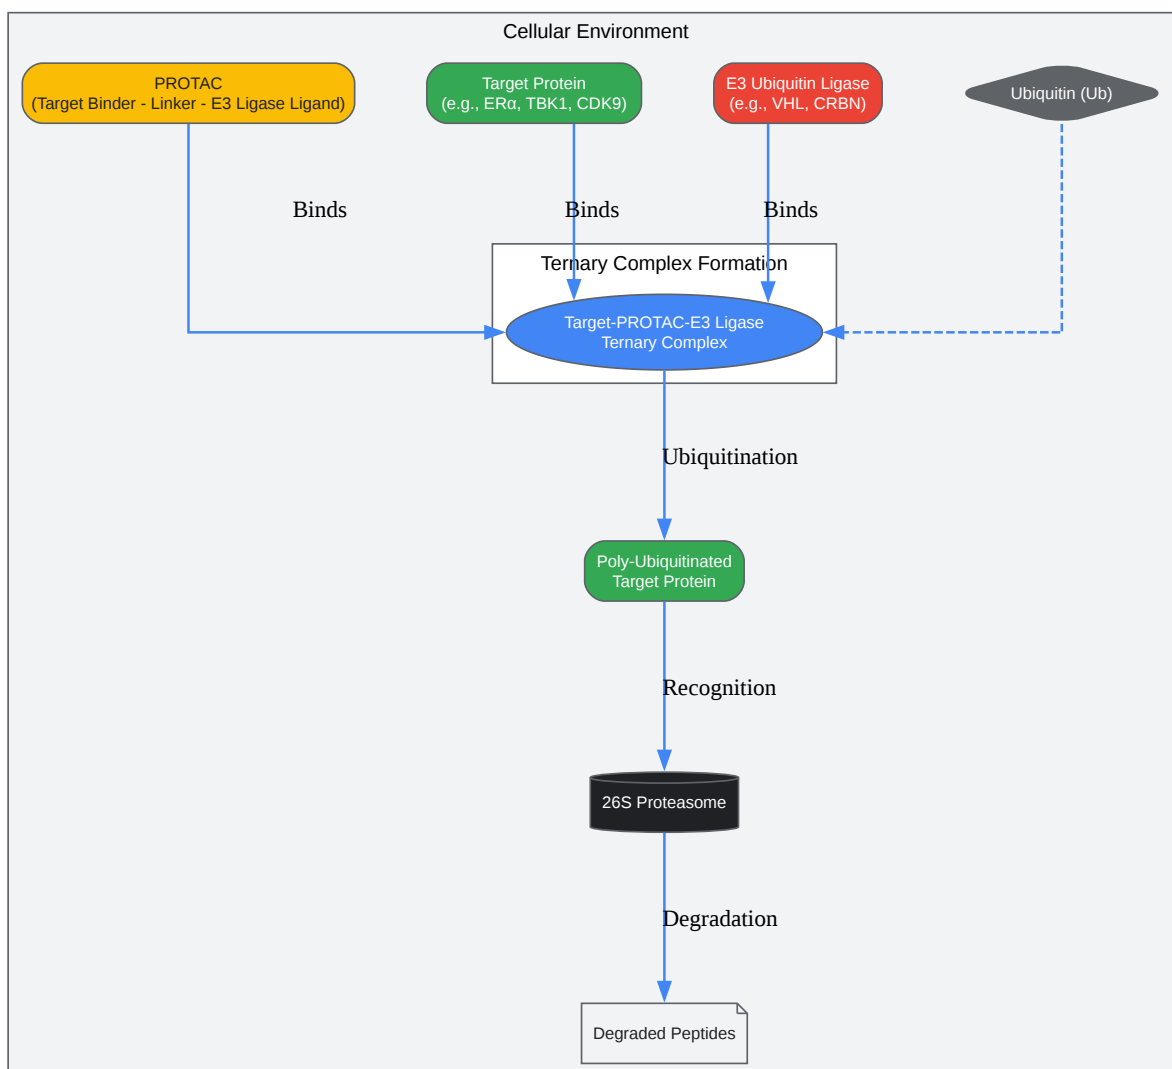 Cellular Environment
PROTAC
(Target Binder - Linker - E3 Ligase Ligand)
Target Protein
(e.g., ERα, TBK1, CDK9)
E3 Ubiquitin Ligase
(e.g., VHL, CRBN)
Ubiquitin (Ub)
Binds
Binds
Binds
Ternary Complex Formation
Target-PROTAC-E3 Ligase
Ternary Complex
Ubiquitination
Poly-Ubiquitinated
Target Protein
Recognition
26S Proteasome
Degradation
Degraded Peptides